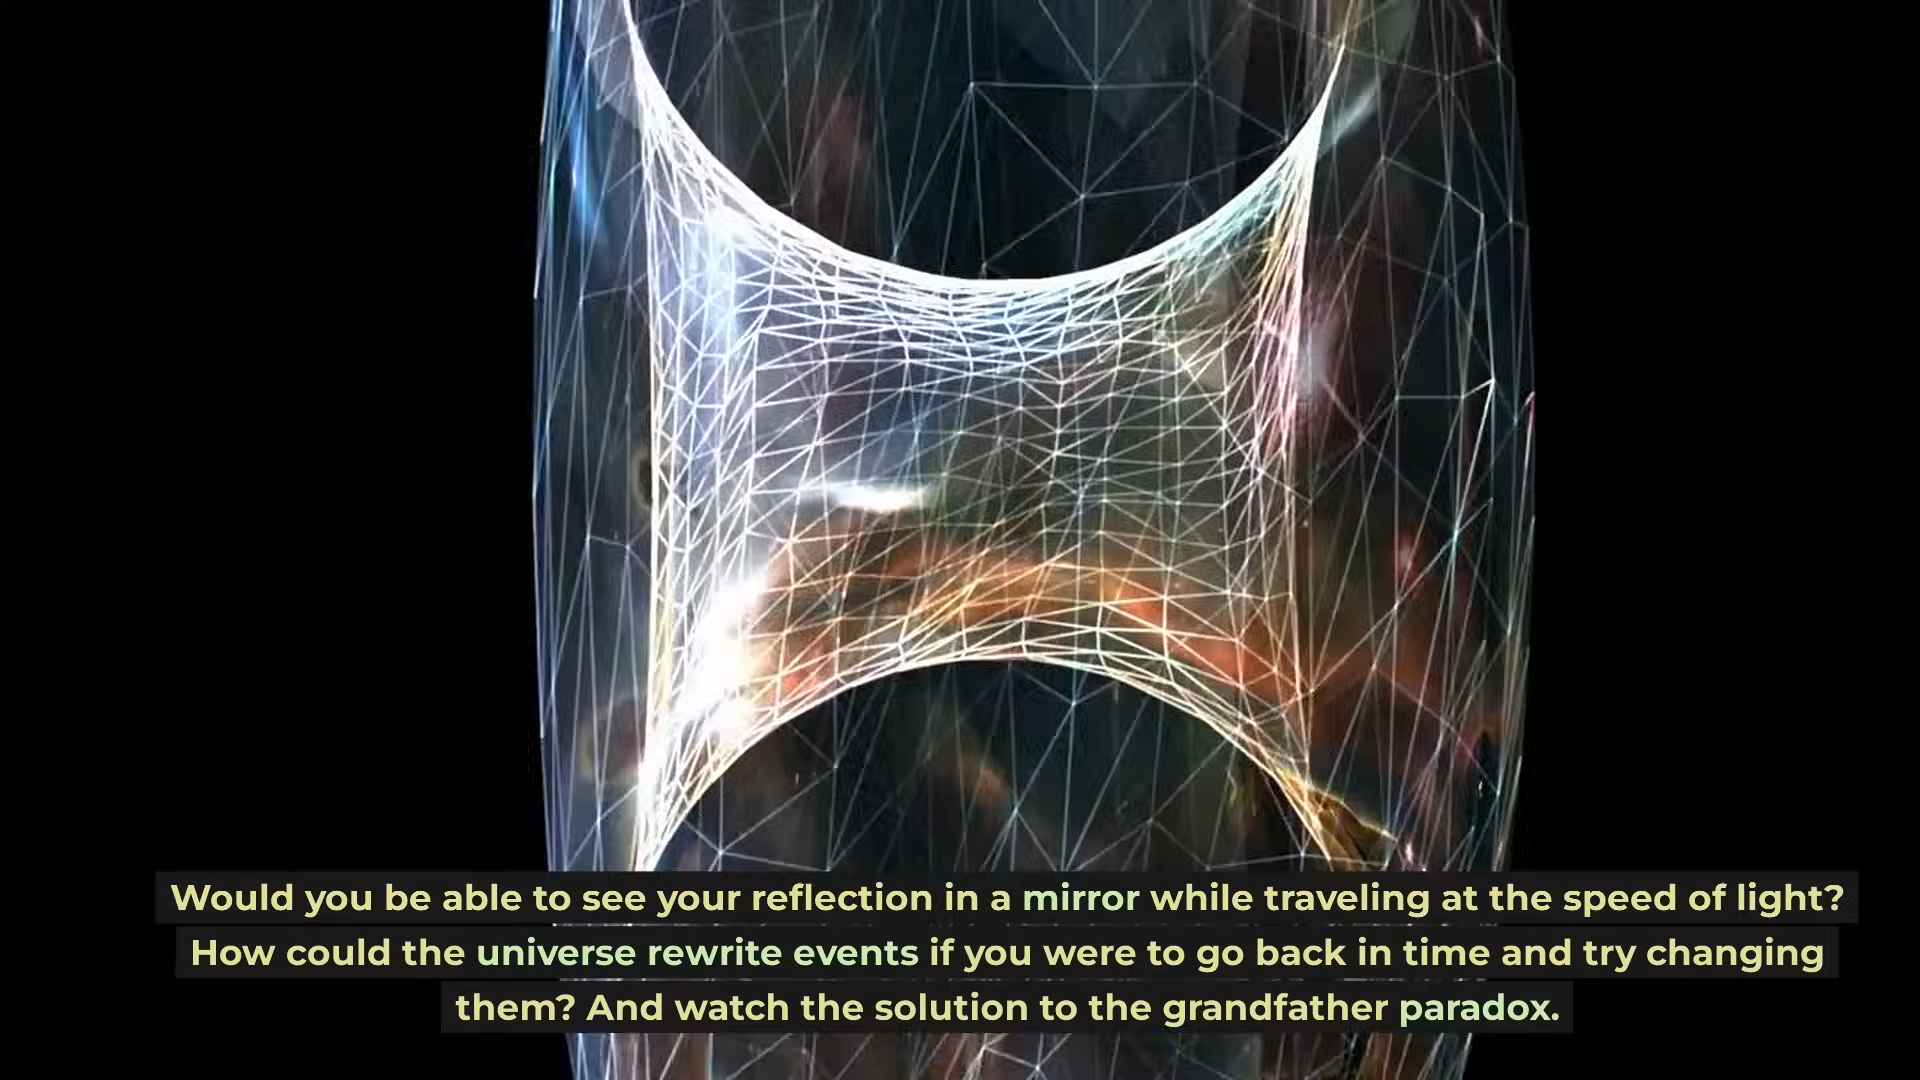 Would you be able to see your reflection in a mirror while traveling at the speed of light?
How could the universe rewrite events if you were to go back in time and try changing
them? And watch the solution to the grandfather paradox.